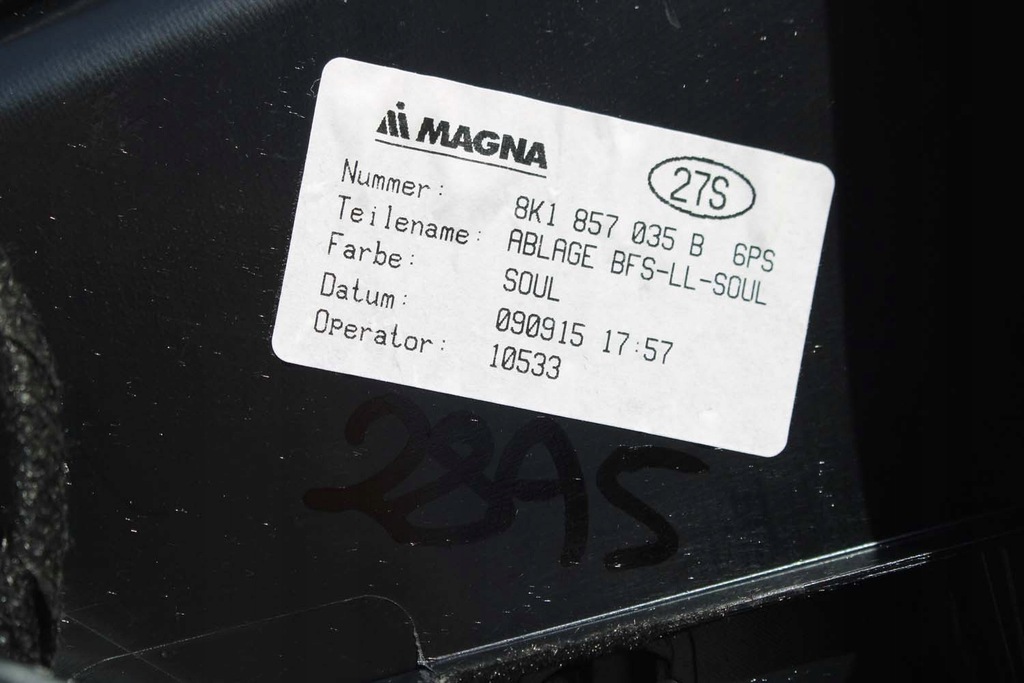 MAGNA
27S
Nummer: 8K1 857 035 B 6PS
Teilename: ABLAGE BFS-LL-SOUL
Farbe: SOUL
Datum: 090915 17:57
Operator: 10533
28AS